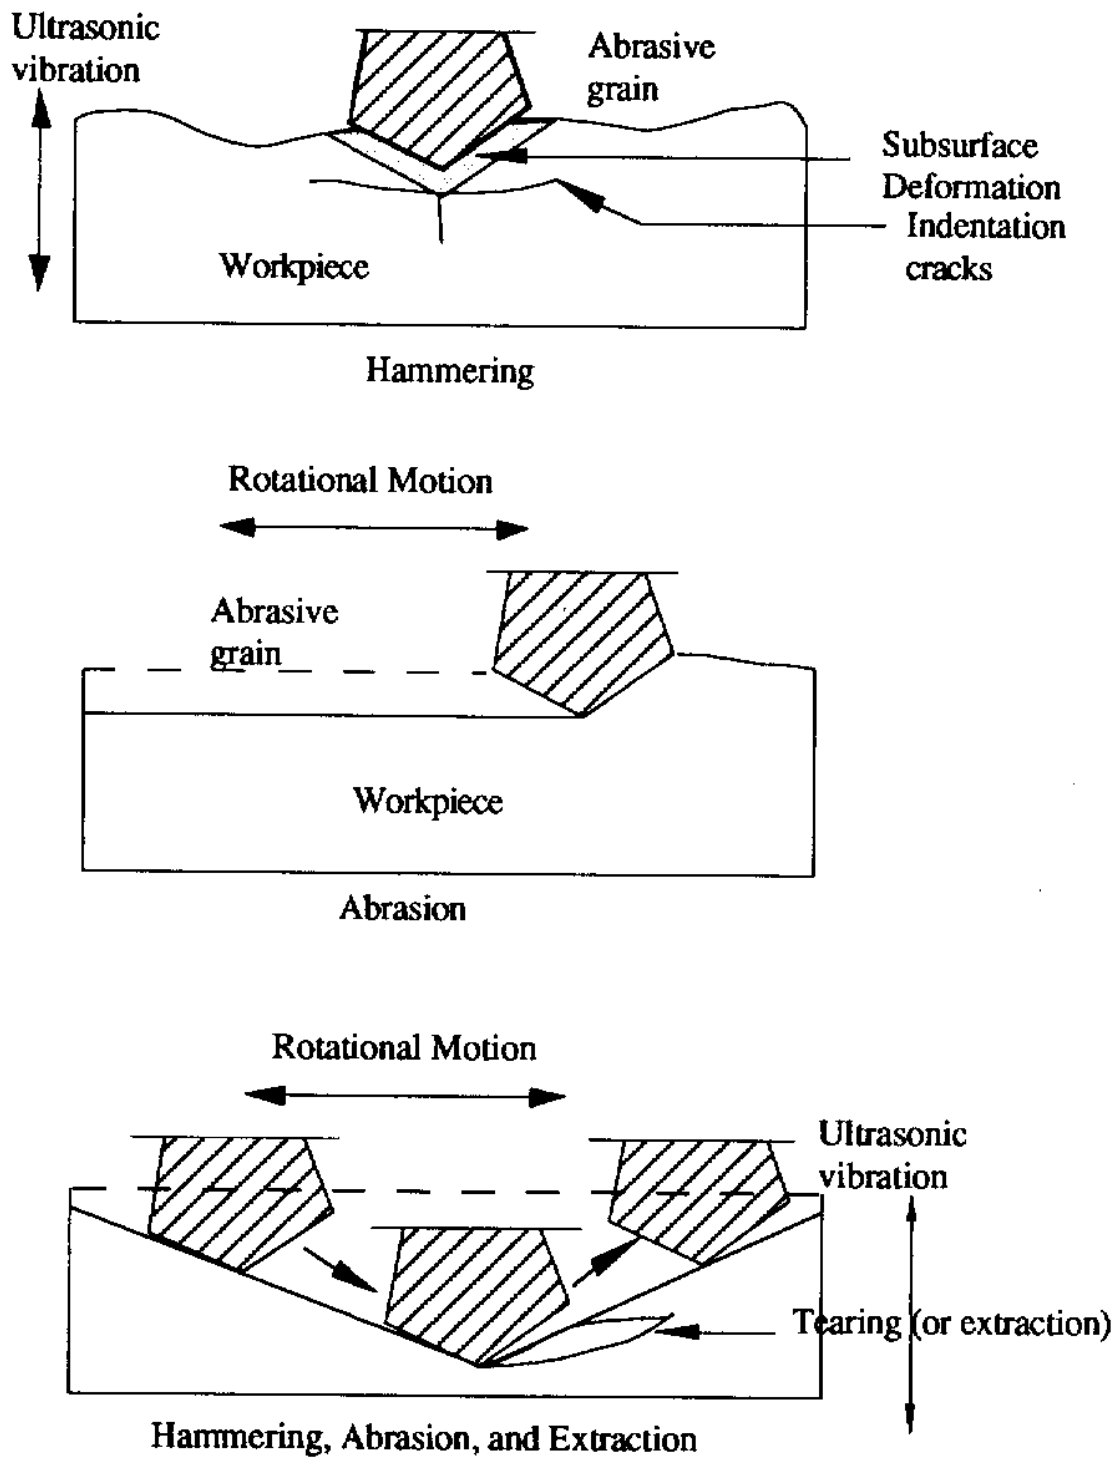 Ultrasonic
vibration
Abrasive
grain
Subsurface
Deformation
Indentation
cracks
Workpiece
Hammering
Rotational Motion
Abrasive
grain
Workpiece
Abrasion
Rotational Motion
Ultrasonic
vibration
Tearing (or extraction)
Hammering, Abrasion, and Extraction